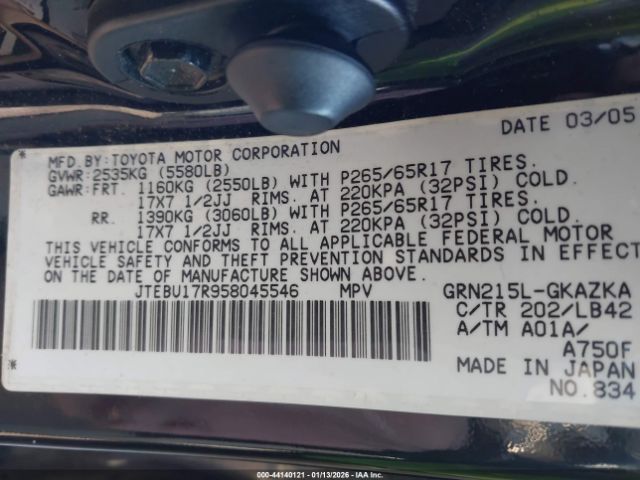 DATE 03/05
MFD. BY: TOYOTA MOTOR CORPORATION
GVWR: 2535KG (5580LB)
GAWR: FRT. 1160KG (2550LB) WITH P265/65R17 TIRES.
17X7 1/2JJ RIMS. AT 220KPA (32PSI) COLD.
RR. 1390KG (3060LB) WITH P265/65R17 TIRES.
17X7 1/2JJ RIMS. AT 220KPA (32PSI) COLD.
THIS VEHICLE CONFORMS TO ALL APPLICABLE FEDERAL MOTOR
VEHICLE SAFETY AND THEFT PREVENTION STANDARDS IN EFFECT
ON THE DATE OF MANUFACTURE SHOWN ABOVE.
JTEBU17R958045546 MPV GRN215L-GKAZKA
C/TR 202/LB42
A/TM A01A/
A750F
MADE IN JAPAN
NO. 834
000-44140121 | 01/13/2026 | IAAI.COM